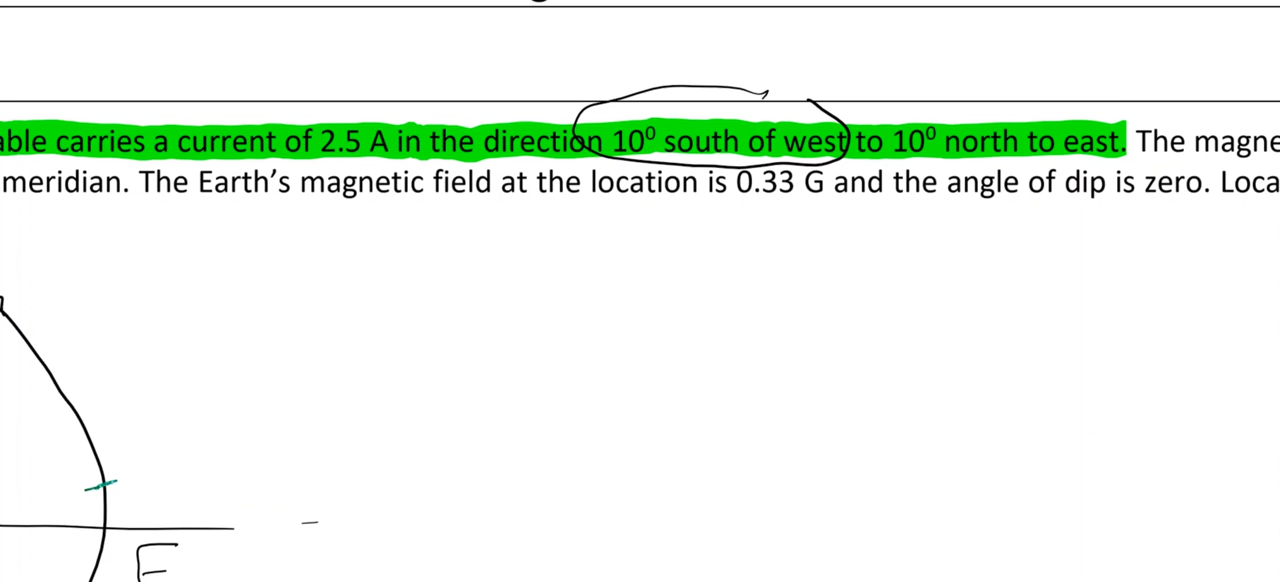 able carries a current of 2.5 A in the direction 10⁰ south of west to 10⁰ north to east. The magne
meridian. The Earth’s magnetic field at the location is 0.33 G and the angle of dip is zero. Loca
E